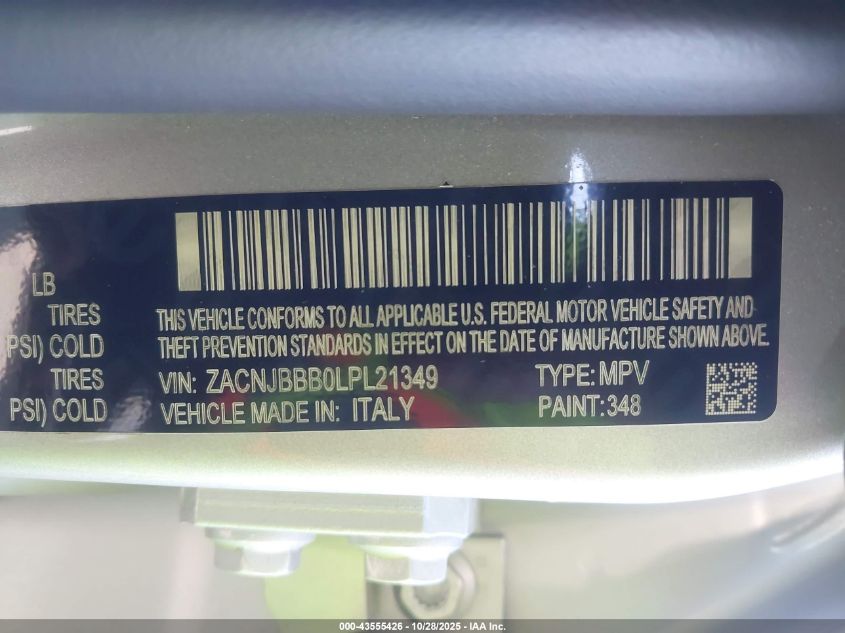 LB
TIRES
PSI) COLD
TIRES
PSI) COLD
THIS VEHICLE CONFORMS TO ALL APPLICABLE U.S. FEDERAL MOTOR VEHICLE SAFETY AND
THEFT PREVENTION STANDARDS IN EFFECT ON THE DATE OF MANUFACTURE SHOWN ABOVE.
VIN: ZACNJBBB0LPL21349 TYPE: MPV
VEHICLE MADE IN: ITALY PAINT: 348
000-43555426 - 10/28/2025 - IAA Inc.